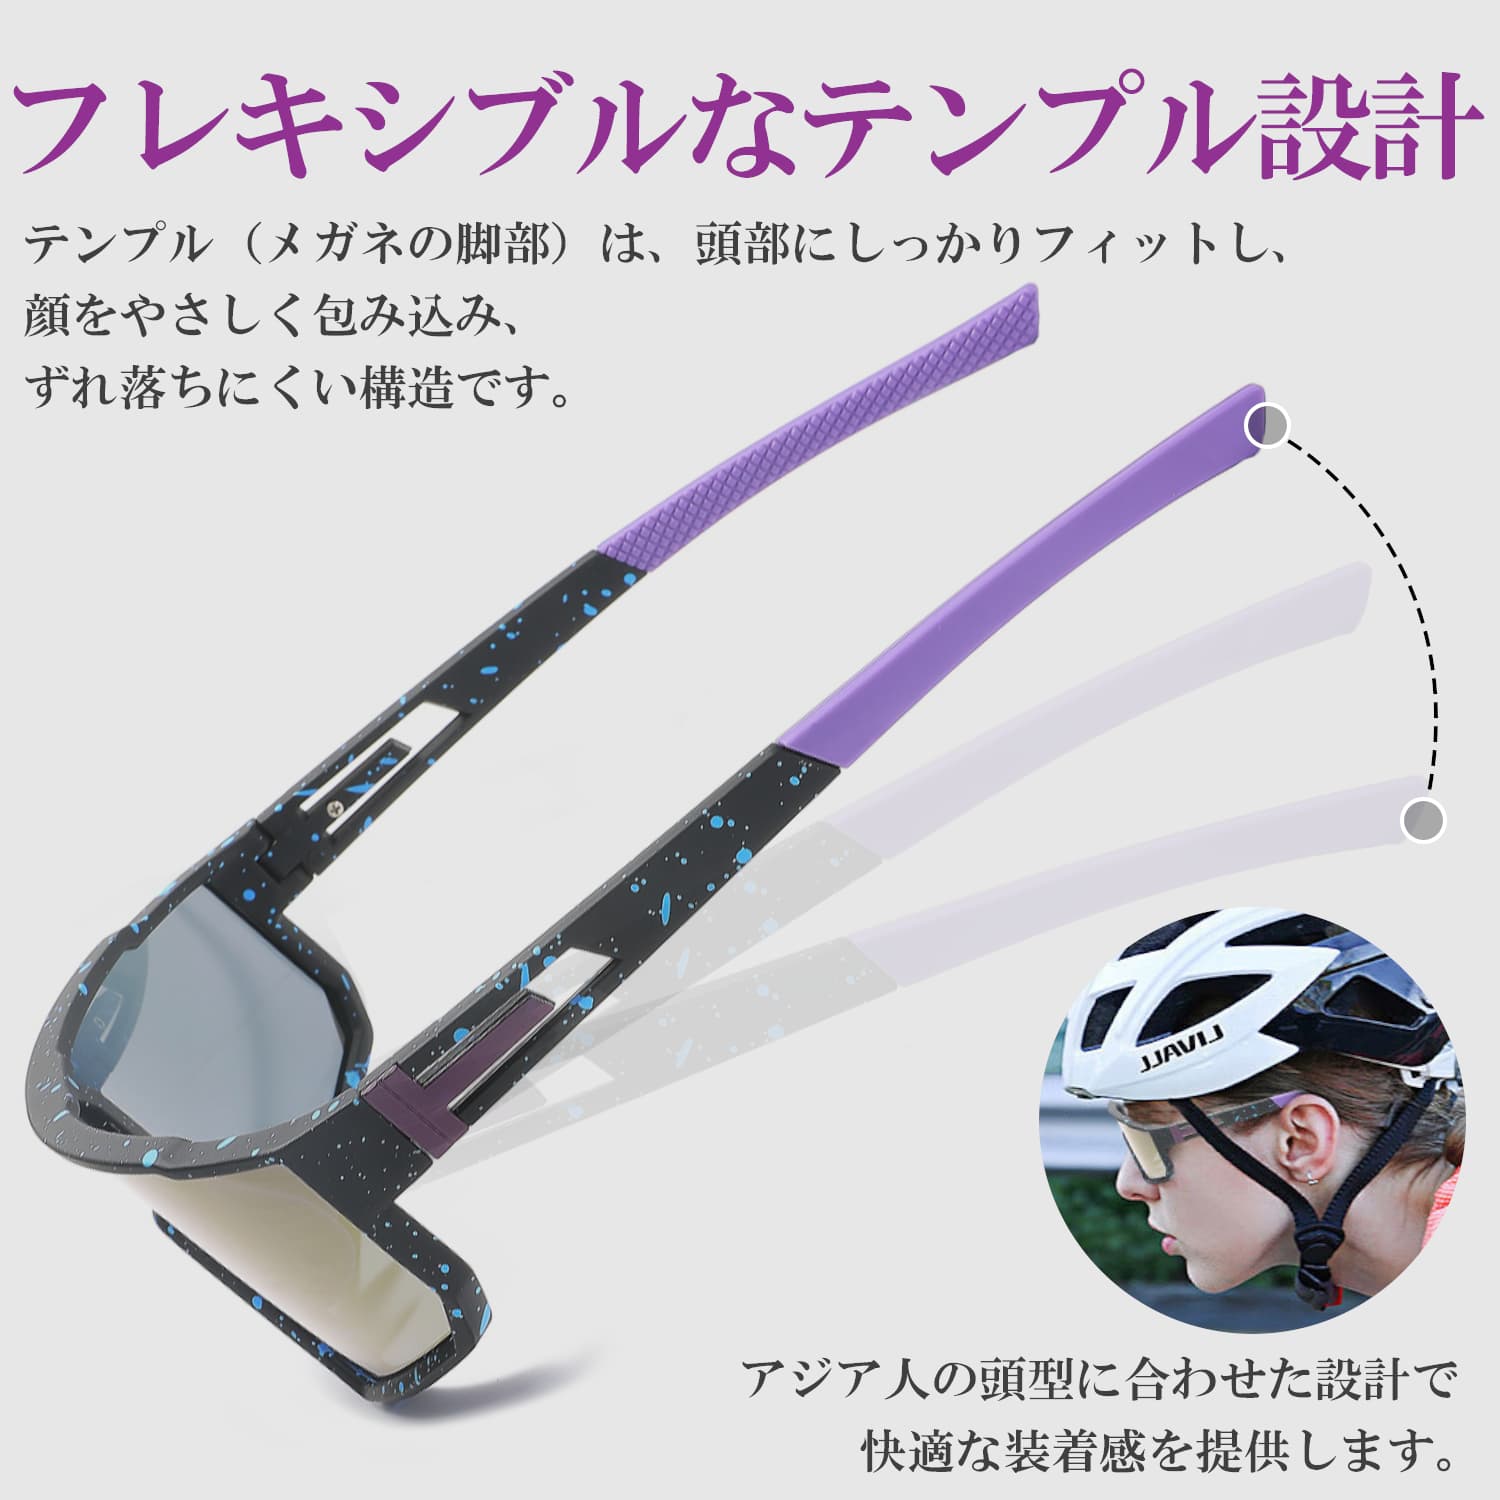 フレキシブルなテンプル設計
テンプル（メガネの脚部）は、頭部にしっかりフィットし、
顔をやさしく包み込み、
ずれ落ちにくい構造です。
JJAVIJ
アジア人の頭型に合わせた設計で
快適な装着感を提供します。